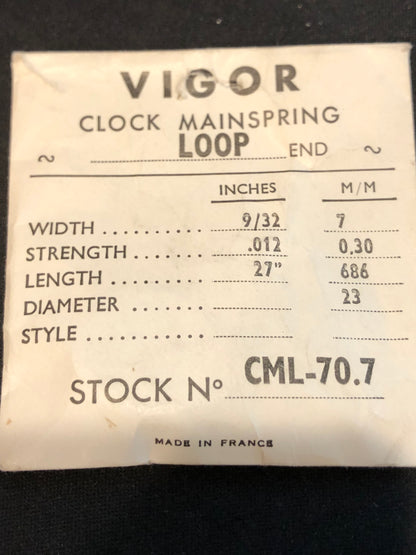 VIGOR
CLOCK MAINSPRING
~ LOOP END ~
INCHES M/M
WIDTH .......... 9/32 7
STRENGTH ....... .012 0,30
LENGTH ........ 27" 686
DIAMETER ....... 23
STYLE ...........
STOCK Nº CML-70.7
MADE IN FRANCE